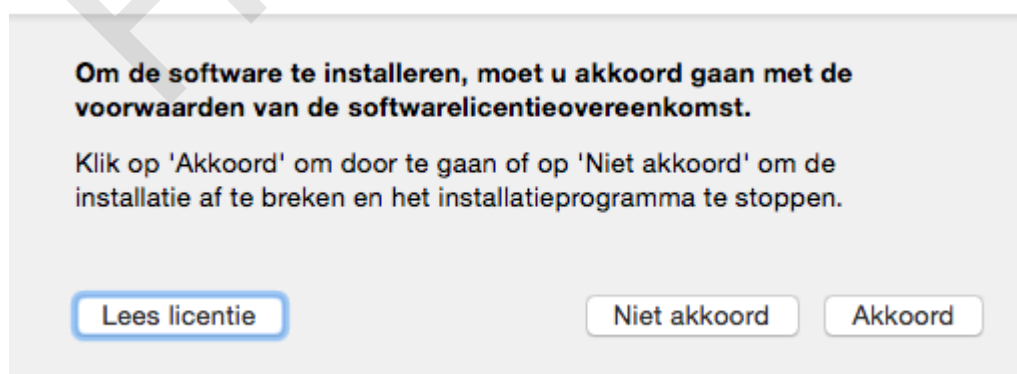 Om de software te installeren, moet u akkoord gaan met de
voorwaarden van de softwarelicentieovereenkomst.
Klik op 'Akkoord' om door te gaan of op 'Niet akkoord' om de
installatie af te breken en het installatieprogramma te stoppen.
Lees licentie
Niet akkoord
Akkoord